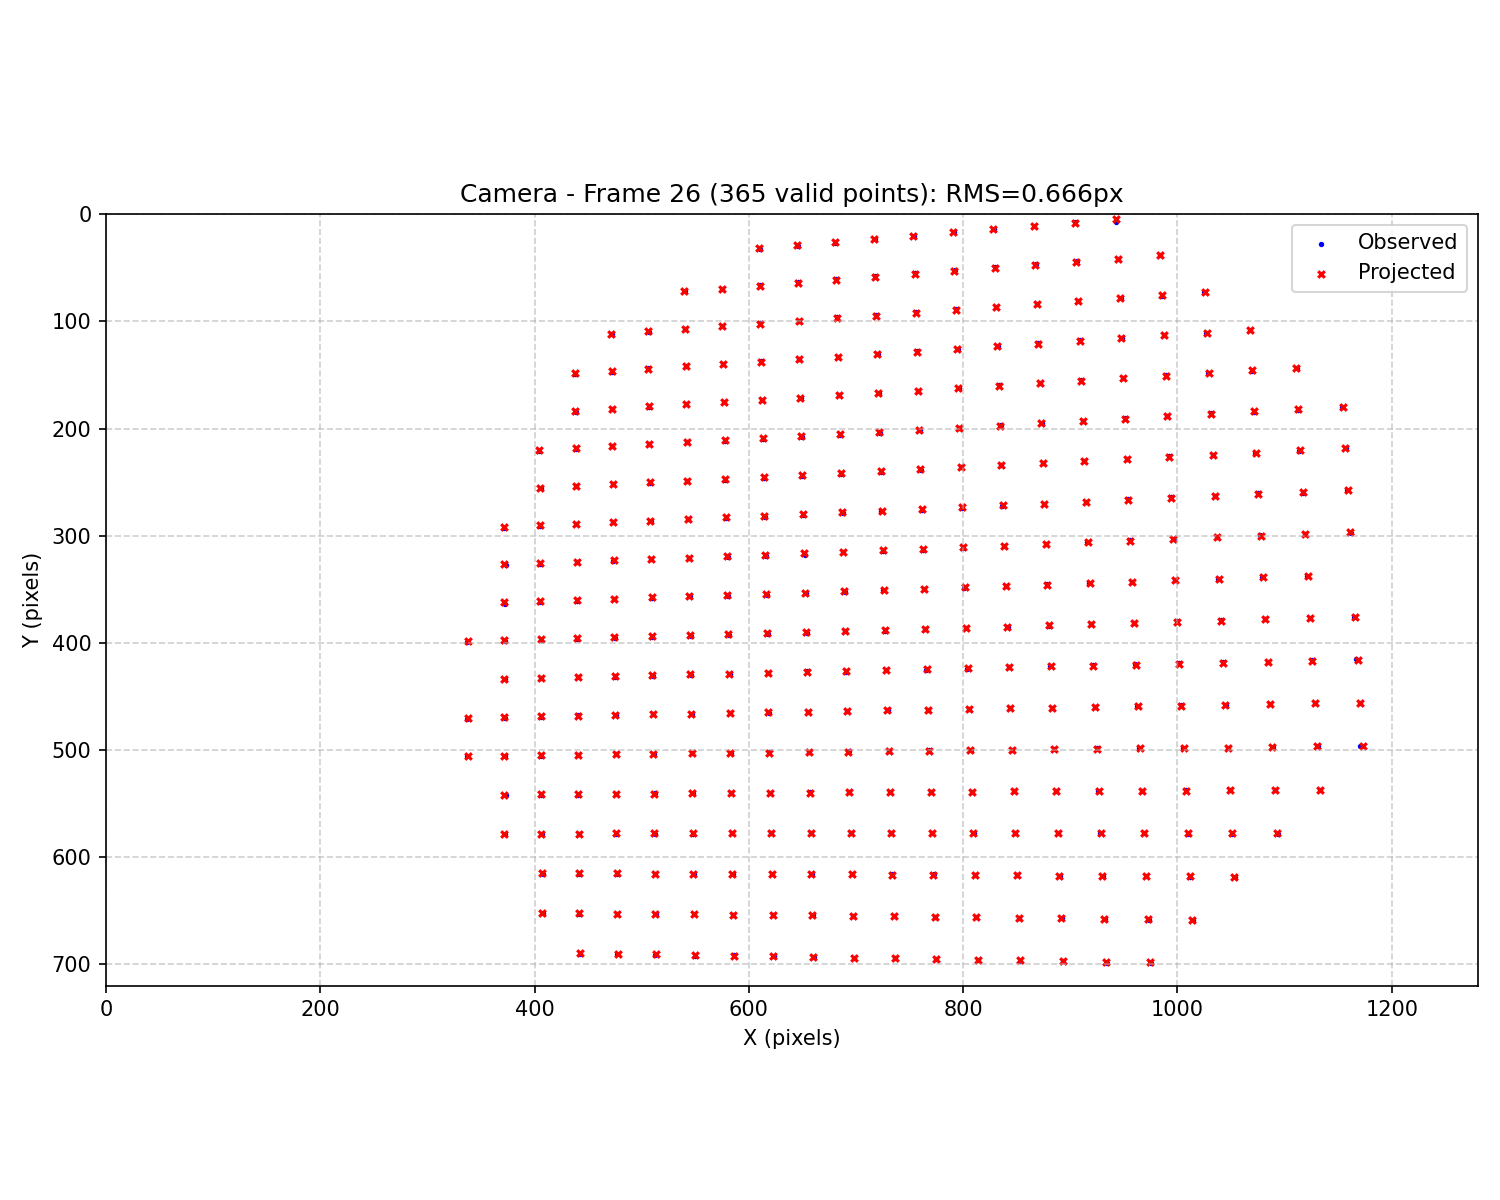 Camera - Frame 26 (365 valid points): RMS=0.666px
Observed
Projected
0
100
200
300
400
500
600
700
Y (pixels)
0 200 400 600 800 1000 1200
X (pixels)